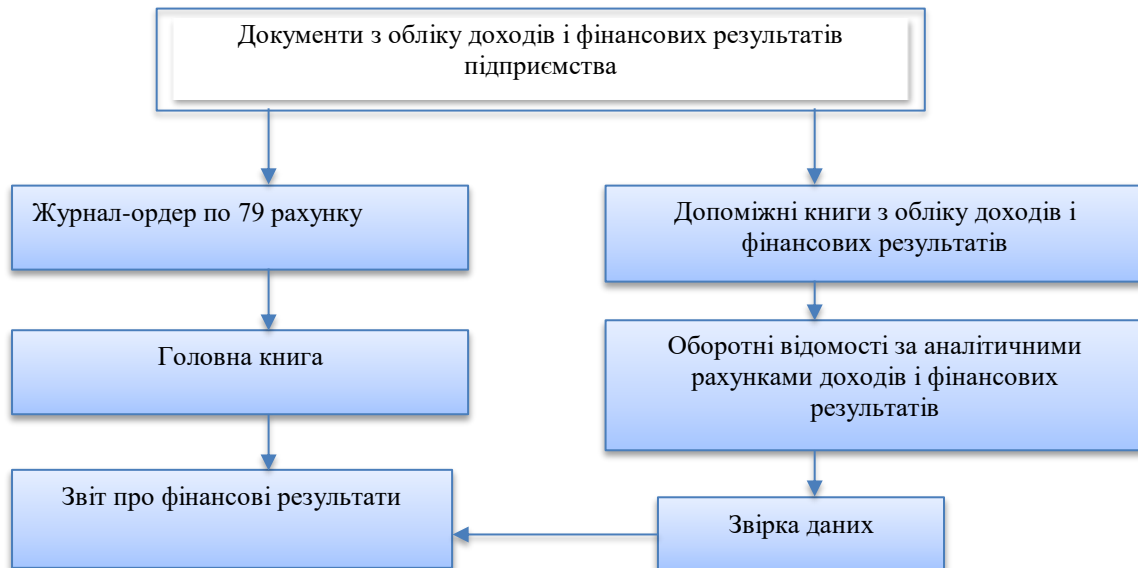 Документи з обліку доходів і фінансових результатів
підприємства
Журнал-ордер по 79 рахунку
Допоміжні книги з обліку доходів і
фінансових результатів
Головна книга
Оборотні відомості за аналітичними
рахунками доходів і фінансових
результатів
Звіт про фінансові результати
Звірка даних